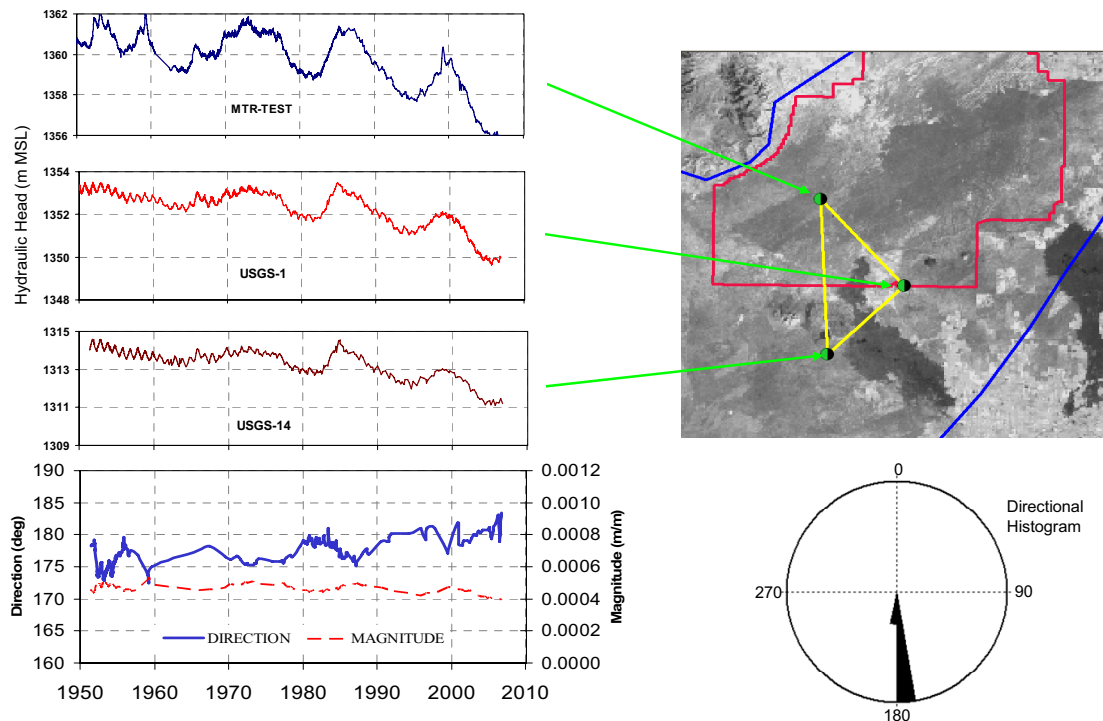 Hydraulic Head (m MSL)
1362
1360
1358
1356
MTR-TEST
1354
1352
1350
1348
USGS-1
1315
1313
1311
1309
USGS-14
Direction (deg)
190
185
180
175
170
165
160
0.0012
0.0010
0.0008
0.0006
0.0004
0.0002
0.0000
Magnitude (m/m)
DIRECTION MAGNITUDE
1950 1960 1970 1980 1990 2000 2010
0
Directional
Histogram
270 90
180